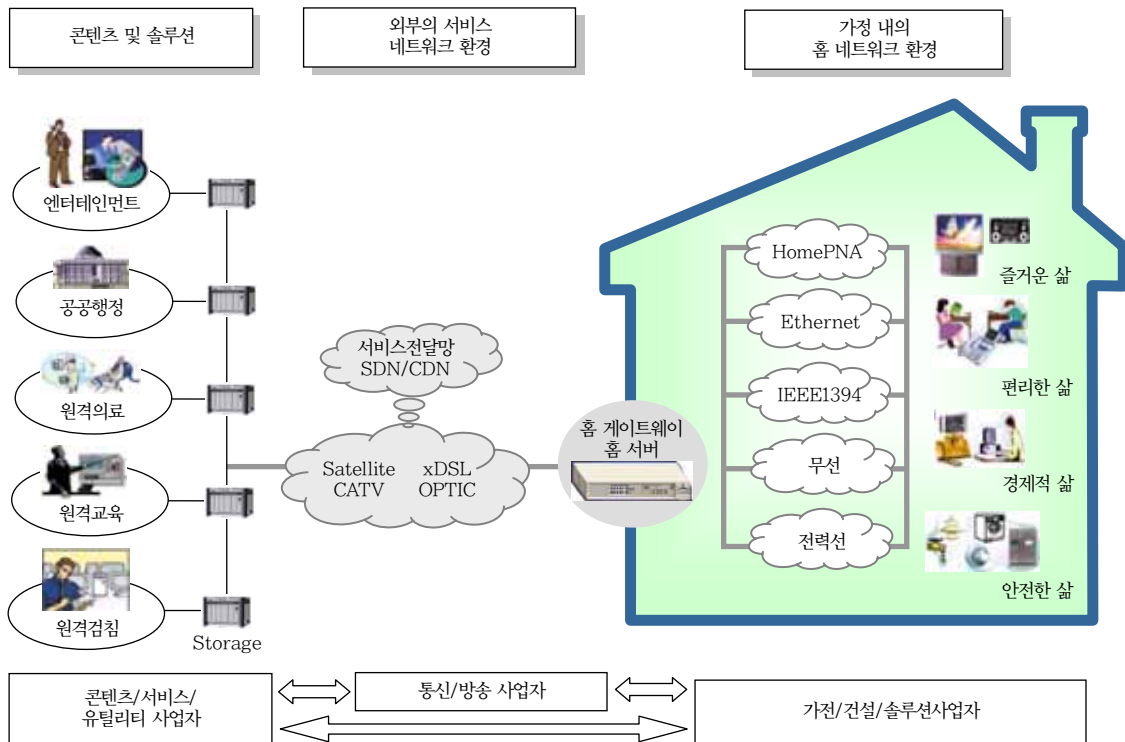 콘텐츠 및 솔루션
외부의 서비스
네트워크 환경
가정 내의
홈 네트워크 환경
엔터테인먼트
공공행정
원격의료
원격교육
원격검침
Storage
서비스전달망
SDN/CDN
Satellite xDSL
CATV OPTIC
홈 게이트웨이
홈 서버
HomePNA
Ethernet
IEEE1394
무선
전력선
즐거운 삶
편리한 삶
경제적 삶
안전한 삶
콘텐츠/서비스/
유틸리티 사업자
통신/방송 사업자
가전/건설/솔루션사업자